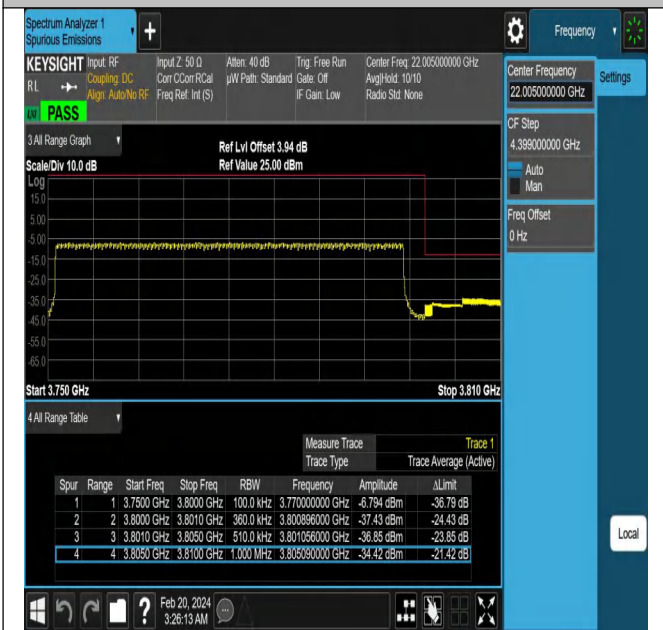 Spectrum Analyzer 1
Spurious Emissions
+
Frequency
KEYSIGHT
Input: RF
Coupling: DC
Align: Auto/No RF
Input Z: 50 Ω
Corr CCorr RCal
Freq Ref: Int (S)
Atten: 40 dB
µW Path: Standard
Trig: Free Run
Gate: Off
IF Gain: Low
Center Freq: 22.005000000 GHz
Avg|Hold: 10/10
Radio Std: None
RL
PASS
Center Frequency
22.005000000 GHz
Settings
CF Step
4.399000000 GHz
Auto
Man
Freq Offset
0 Hz
3 All Range Graph
Scale/Div 10.0 dB
Ref Lvl Offset 3.94 dB
Ref Value 25.00 dBm
Log
15.0
5.00
-5.00
-15.0
-25.0
-35.0
-45.0
-55.0
-65.0
Start 3.750 GHz
Stop 3.810 GHz
4 All Range Table
Measure Trace Trace 1
Trace Type Trace Average (Active)
Spur Range Start Freq Stop Freq RBW Frequency Amplitude ΔLimit
1 1 3.7500 GHz 3.8000 GHz 100.0 kHz 3.770000000 GHz -6.794 dBm -36.79 dB
2 2 3.8000 GHz 3.8010 GHz 360.0 kHz 3.800896000 GHz -37.43 dBm -24.43 dB
3 3 3.8010 GHz 3.8050 GHz 510.0 kHz 3.801056000 GHz -36.85 dBm -23.85 dB
4 4 3.8050 GHz 3.8100 GHz 1.000 MHz 3.805090000 GHz -34.42 dBm -21.42 dB
Local
?
Feb 20, 2024
3:26:13 AM